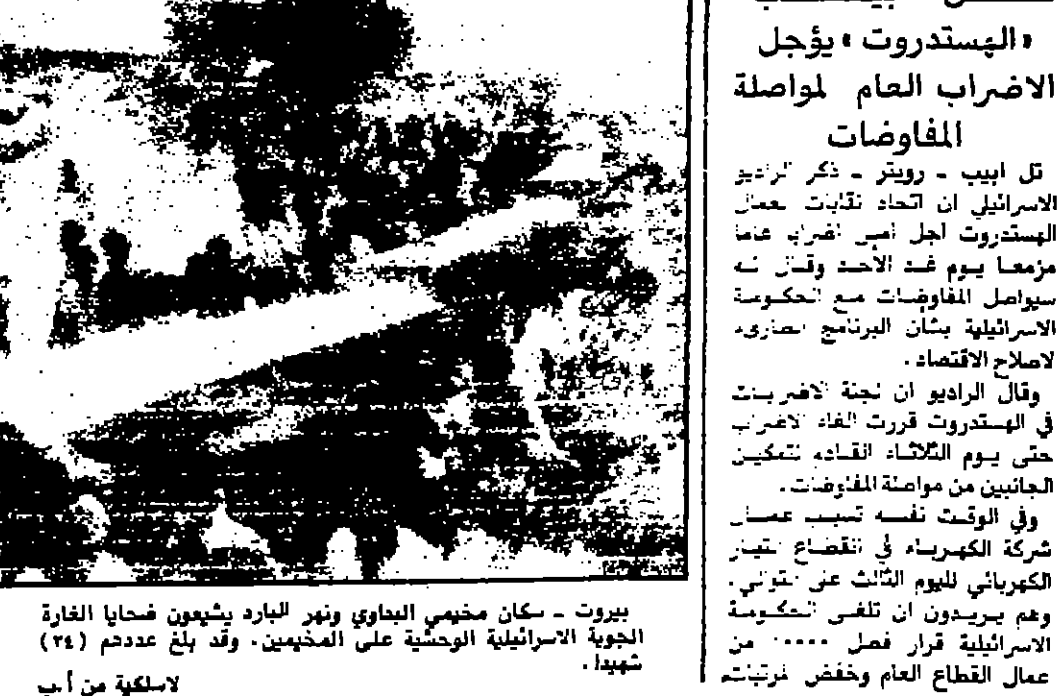 «الهستدروت» يؤجل
الاضراب العام لمواصلة
المفاوضات
تل ابيب - رويتر - ذكر الراديو
الاسرائيلي ان اتحاد نقابات عمال
الهستدروت اجل امس اضرابا عاما
مزمعا يوم غد الأحد وقال انه
سيواصل المفاوضات مع الحكومة
الاسرائيلية بشأن البرنامج
لاصلاح الاقتصاد .
وقال الراديو ان لجنة الاضرابات
في الهستدروت قررت الغاء الاضراب
حتى يوم الثلاثاء القادم لتمكين
الجانبين من مواصلة المفاوضات .
وفي الوقت نفسه تسبب عمال
شركة الكهرباء في انقطاع التيار
الكهربائي لليوم الثالث على التوالي .
وهم يريدون ان تلغى الحكومة
الاسرائيلية قرار فصل من
عمال القطاع العام وخفض مرتبات
بيروت - سكان مخيمي البداوي ونهر البارد يشيعون ضحايا الغارة
الجوية الاسرائيلية الوحشية على المخيمين . وقد بلغ عددهم (٣٤)
شهيدا .
لاسلكية من أ.ب